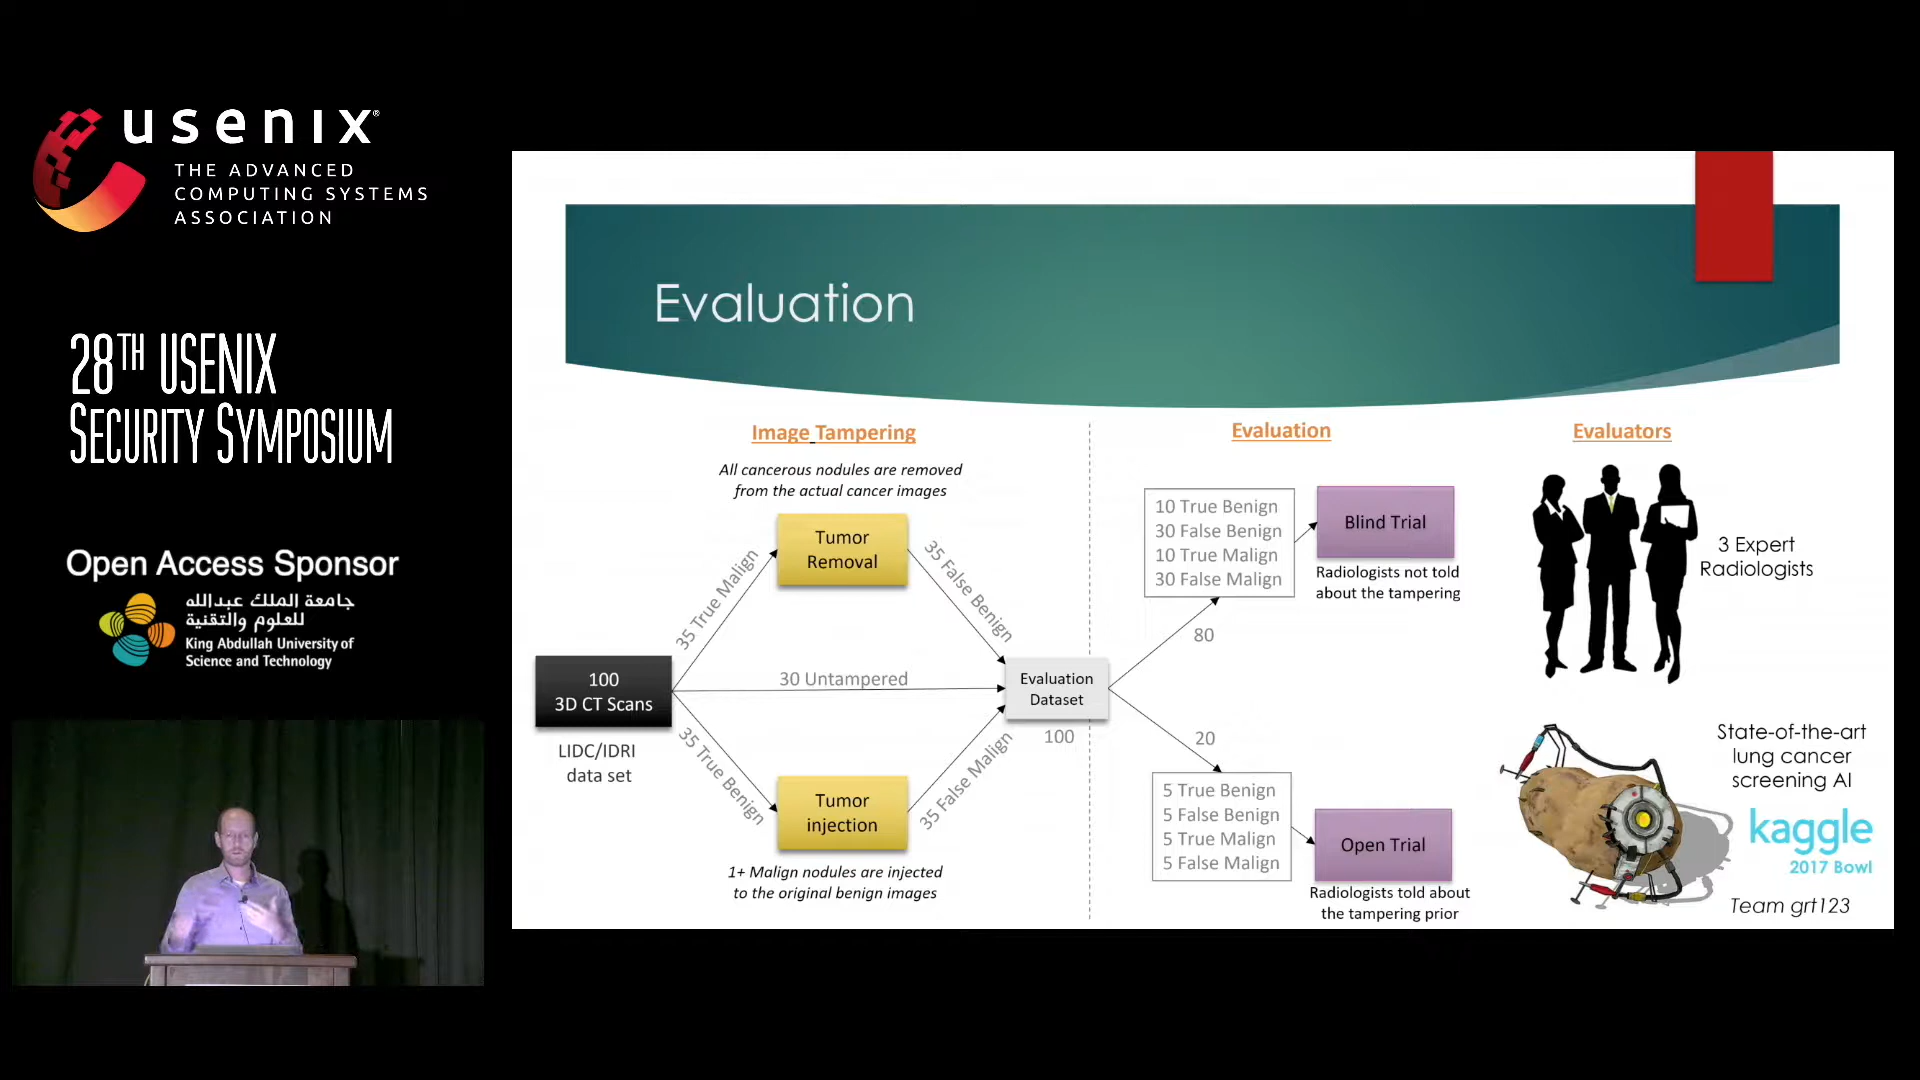 usenix®
THE ADVANCED
COMPUTING SYSTEMS
ASSOCIATION
28TH USENIX
SECURITY SYMPOSIUM
Open Access Sponsor
جامعة الملك عبدالله
للعلوم والتقنية
King Abdullah University of
Science and Technology
Evaluation
Image Tampering
All cancerous nodules are removed
from the actual cancer images
Tumor
Removal
35 True Malign
35 False Benign
100
3D CT Scans
LIDC/IDRI
data set
30 Untampered
Evaluation
Dataset
100
35 True Benign
35 False Malign
Tumor
injection
1+ Malign nodules are injected
to the original benign images
Evaluation
10 True Benign
30 False Benign
10 True Malign
30 False Malign
Blind Trial
Radiologists not told
about the tampering
80
20
5 True Benign
5 False Benign
5 True Malign
5 False Malign
Open Trial
Radiologists told about
the tampering prior
Evaluators
3 Expert
Radiologists
State-of-the-art
lung cancer
screening AI
kaggle
2017 Bowl
Team grt123